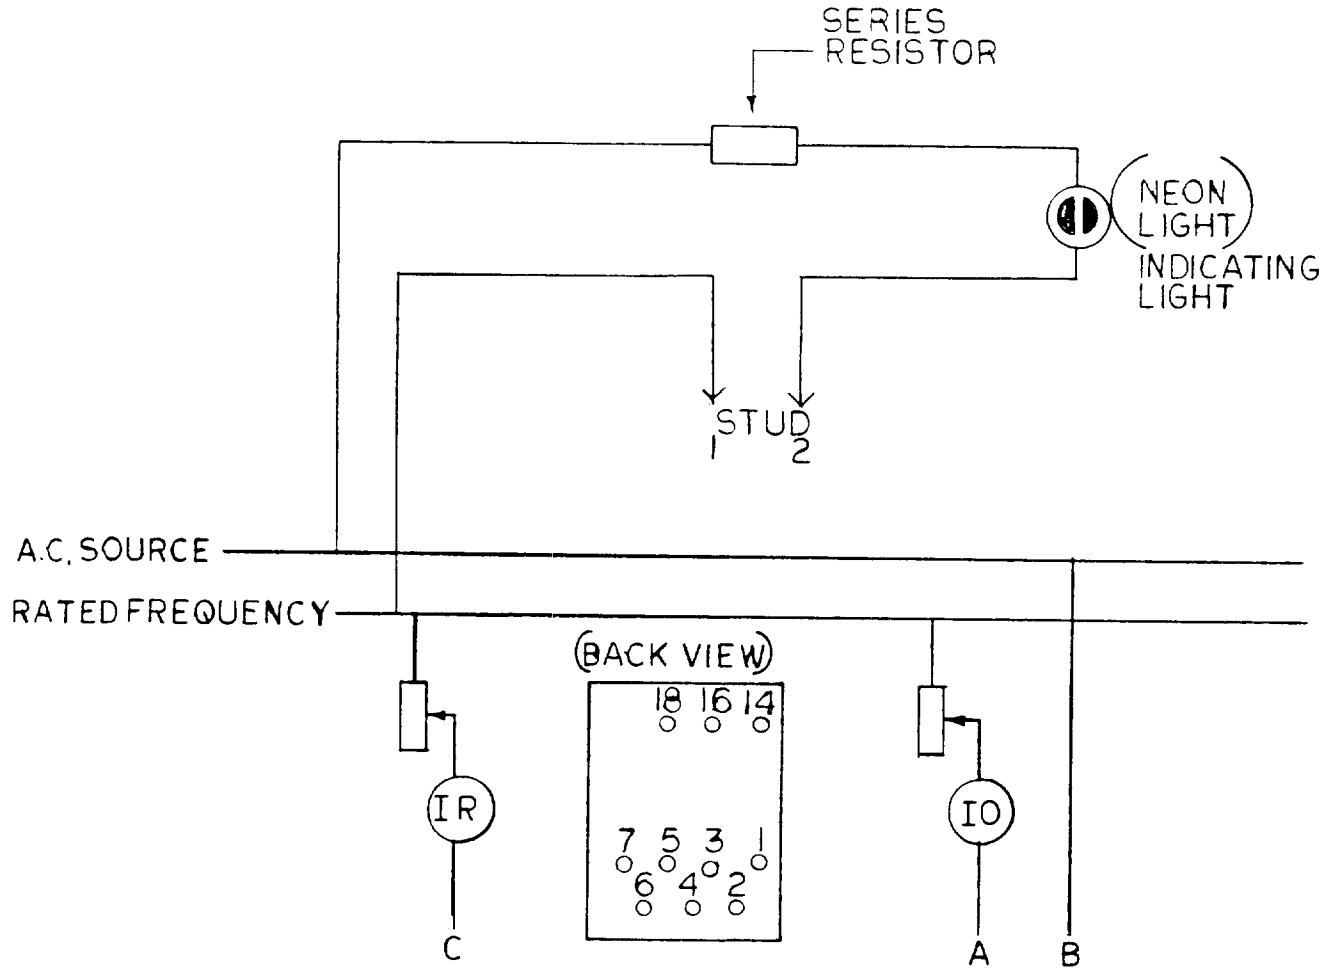 SERIES
RESISTOR
(NEON
LIGHT)
INDICATING
LIGHT
STUD
1 2
A.C. SOURCE
RATED FREQUENCY
(BACK VIEW)
18 16 14
IR
IO
7 5 3 1
6 4 2
C
A
B